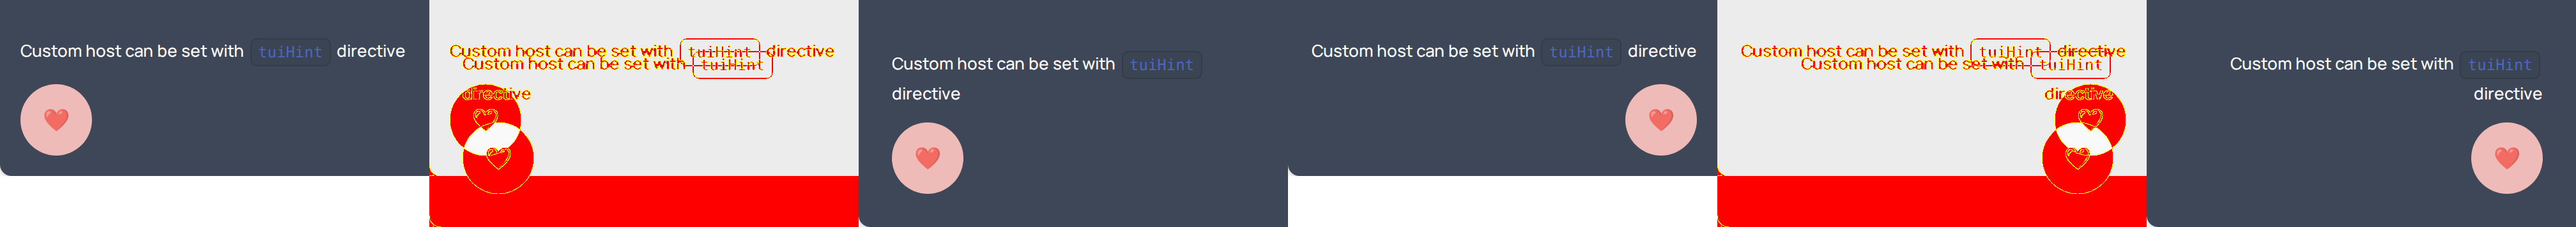 Custom host can be set with tuiHint directive
Custom host can be set with tuiHint directive
Custom host can be set with tuiHint
directive
Custom host can be set with tuiHint
directive
Custom host can be set with tuiHint directive
Custom host can be set with tuiHint directive
Custom host can be set with tuiHint
directive
Custom host can be set with tuiHint
directive